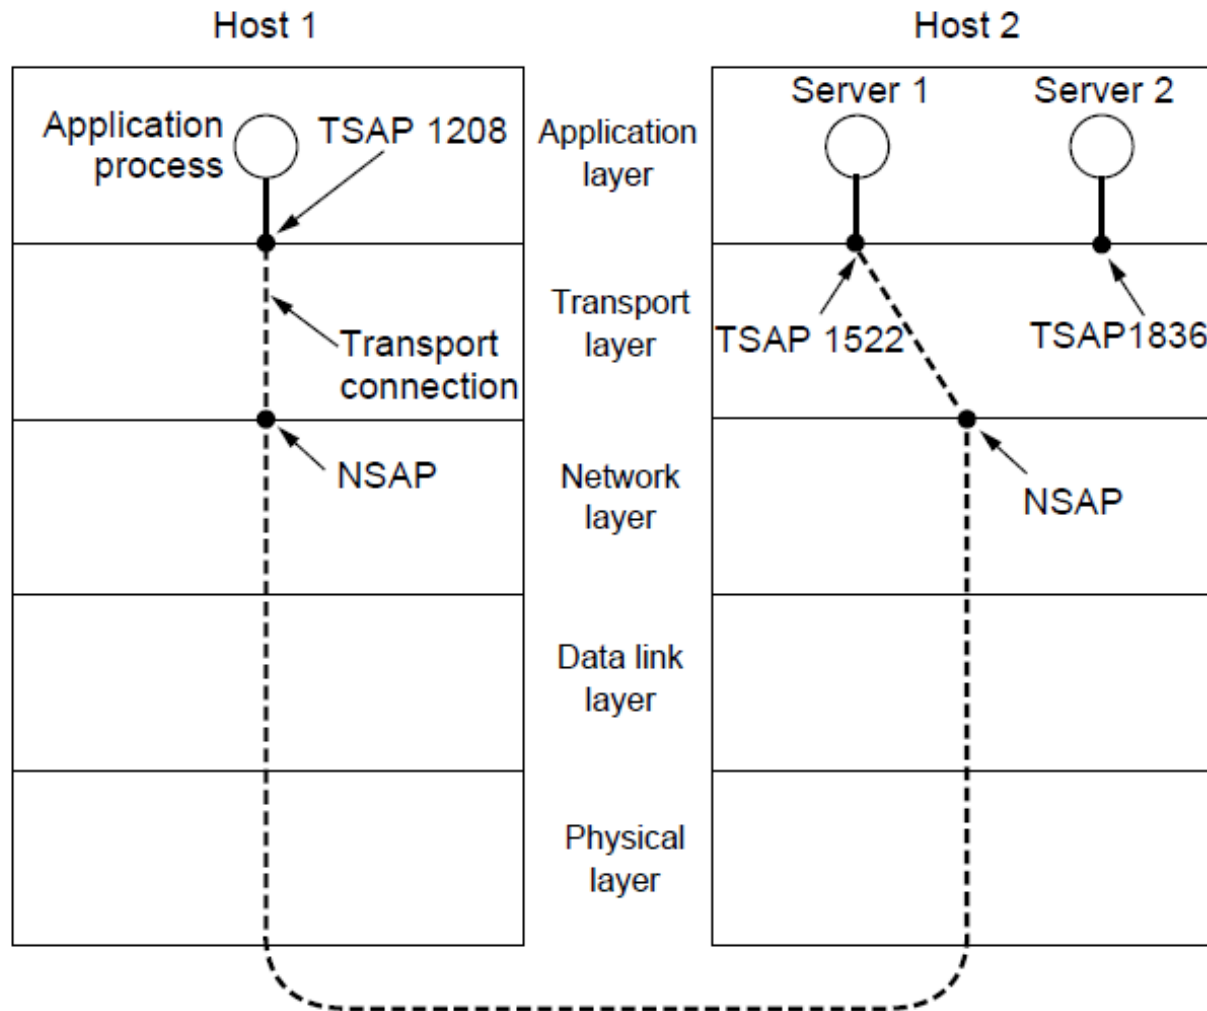 Host 1
Host 2
Application
process
TSAP 1208
Application
layer
Server 1
Server 2
Transport
layer
Transport
connection
TSAP 1522
TSAP1836
NSAP
Network
layer
NSAP
Data link
layer
Physical
layer